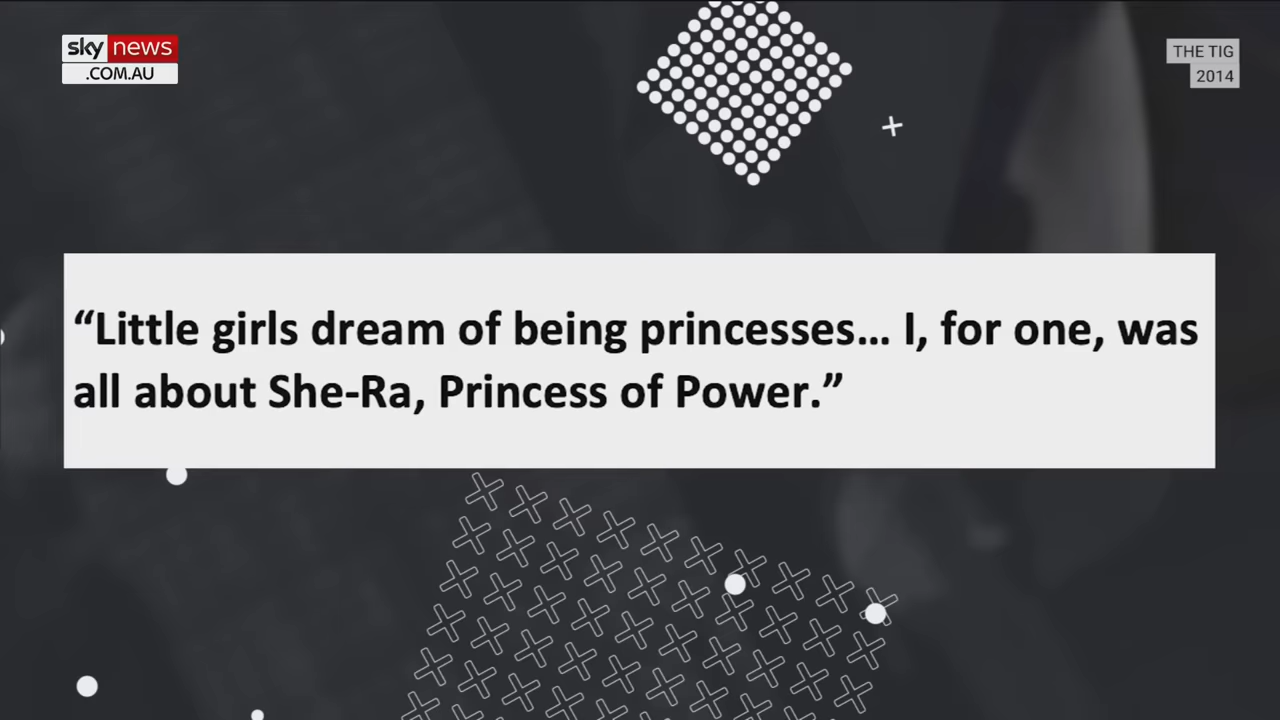 sky news
.COM.AU
THE TIG
2014
“Little girls dream of being princesses… I, for one, was
all about She-Ra, Princess of Power.”